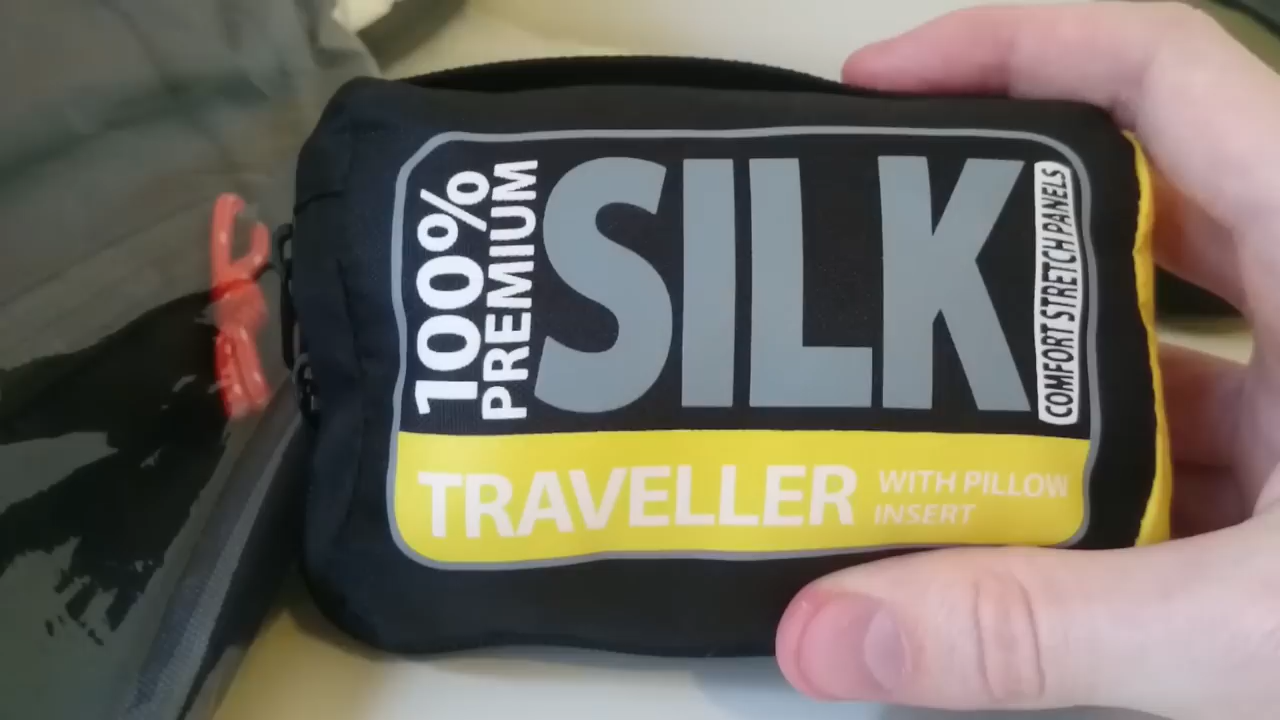 100%
PREMIUM
SILK
COMFORT STRETCH PANELS
TRAVELLER
WITH PILLOW
INSERT